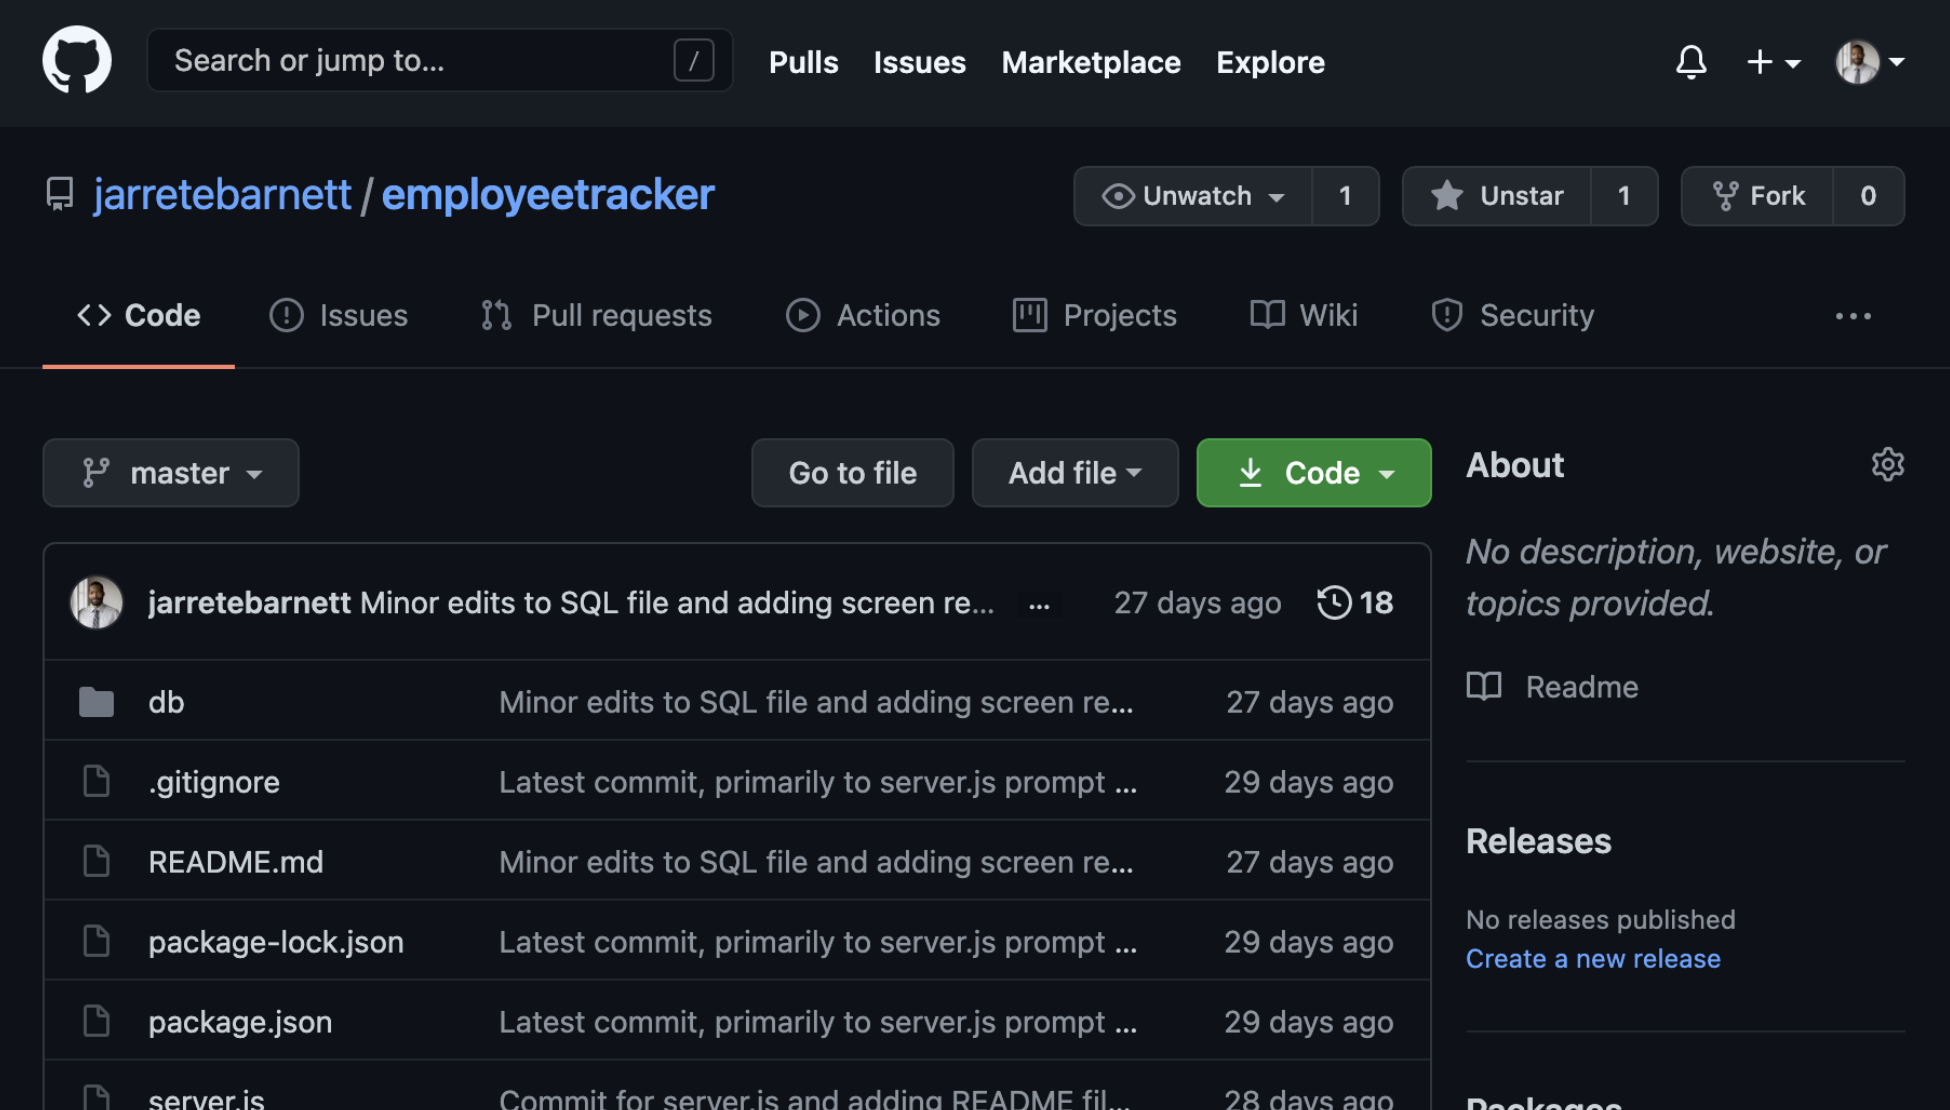 Search or jump to... / Pulls Issues Marketplace Explore
jarretebarnett / employeetracker Unwatch 1 Unstar 1 Fork 0
Code Issues Pull requests Actions Projects Wiki Security ...
master Go to file Add file Code
About
No description, website, or
topics provided.
Readme
jarretebarnett Minor edits to SQL file and adding screen re... ... 27 days ago 18
db Minor edits to SQL file and adding screen re... 27 days ago
.gitignore Latest commit, primarily to server.js prompt ... 29 days ago
README.md Minor edits to SQL file and adding screen re... 27 days ago
package-lock.json Latest commit, primarily to server.js prompt ... 29 days ago
package.json Latest commit, primarily to server.js prompt ... 29 days ago
server.js Commit for server.js and adding README fil... 28 days ago
Releases
No releases published
Create a new release
Packages